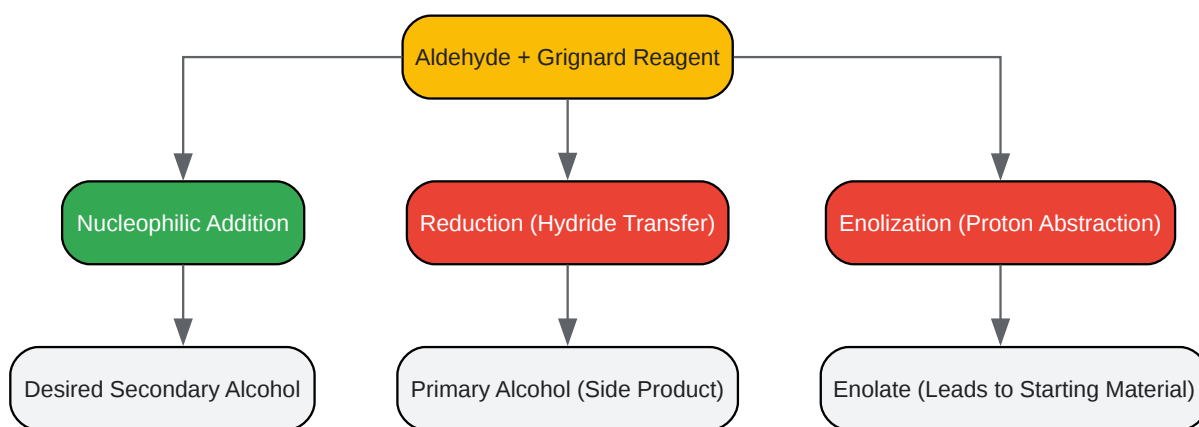 Aldehyde + Grignard Reagent
Nucleophilic Addition
Reduction (Hydride Transfer)
Enolization (Proton Abstraction)
Desired Secondary Alcohol
Primary Alcohol (Side Product)
Enolate (Leads to Starting Material)